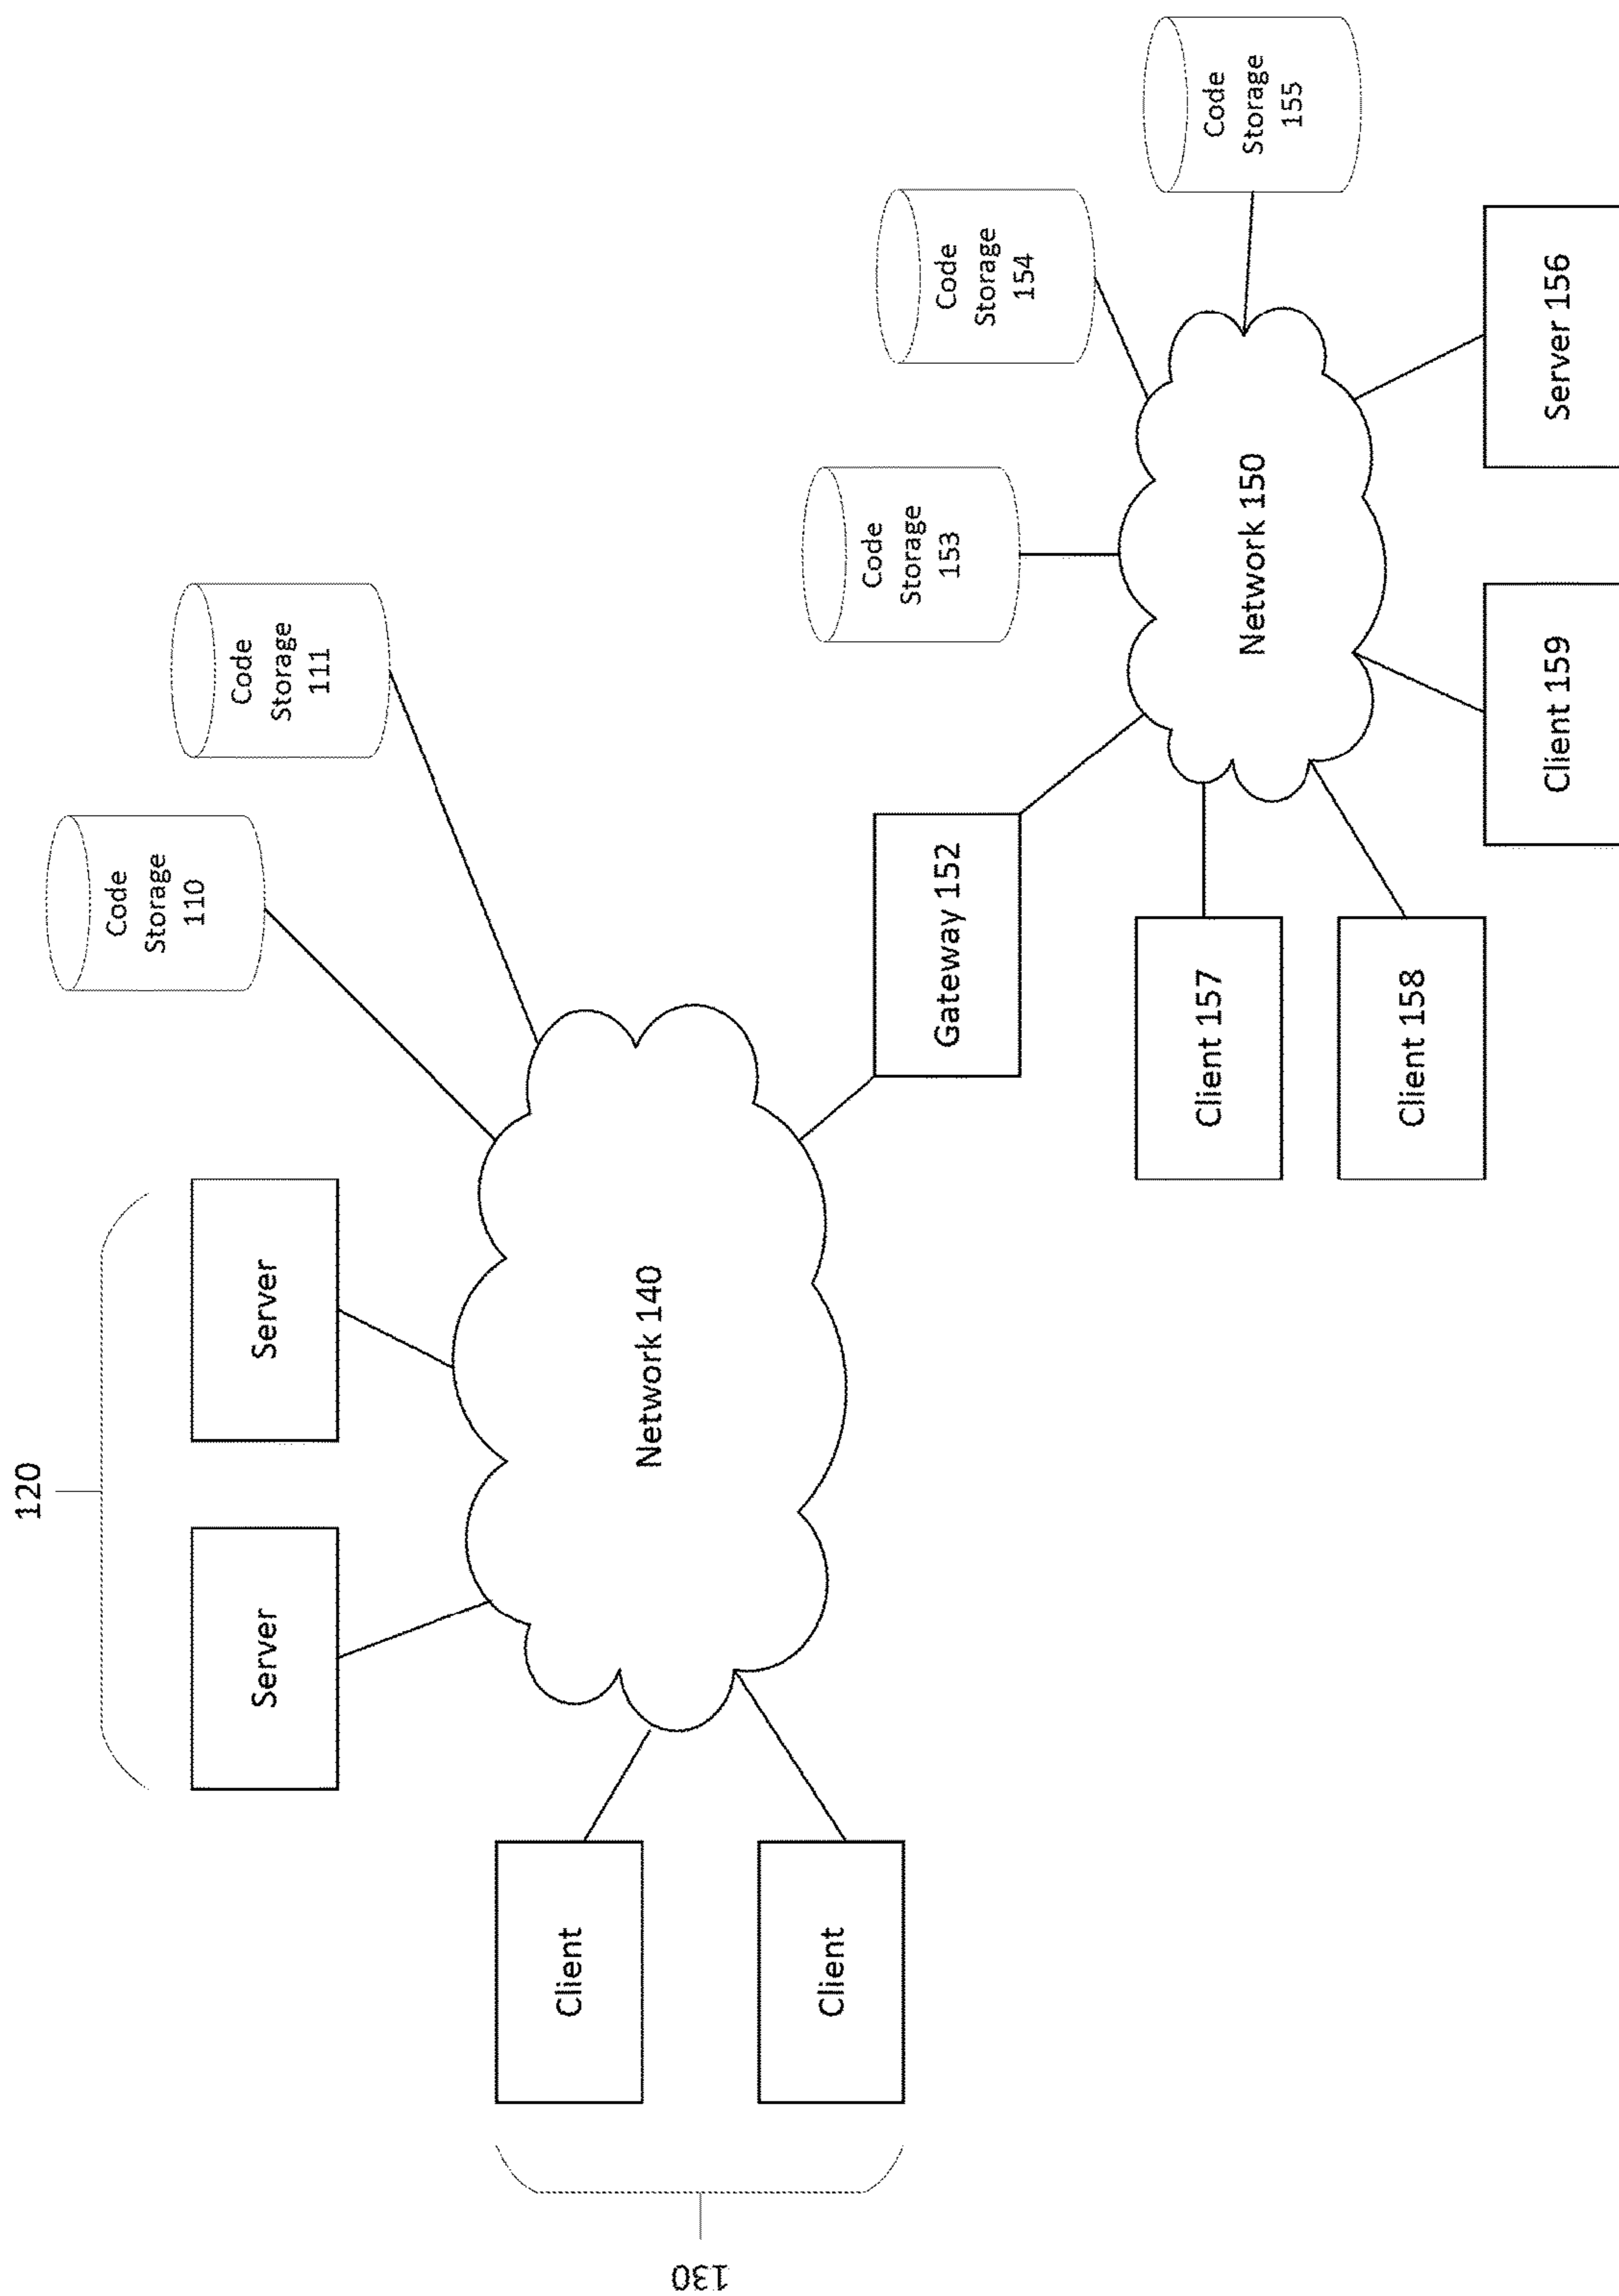 120
Server
Server
Code
Storage
110
Code
Storage
111
Client
Client
130
Network 140
Gateway 152
Code
Storage
153
Code
Storage
154
Code
Storage
155
Network 150
Client 157
Client 158
Client 159
Server 156